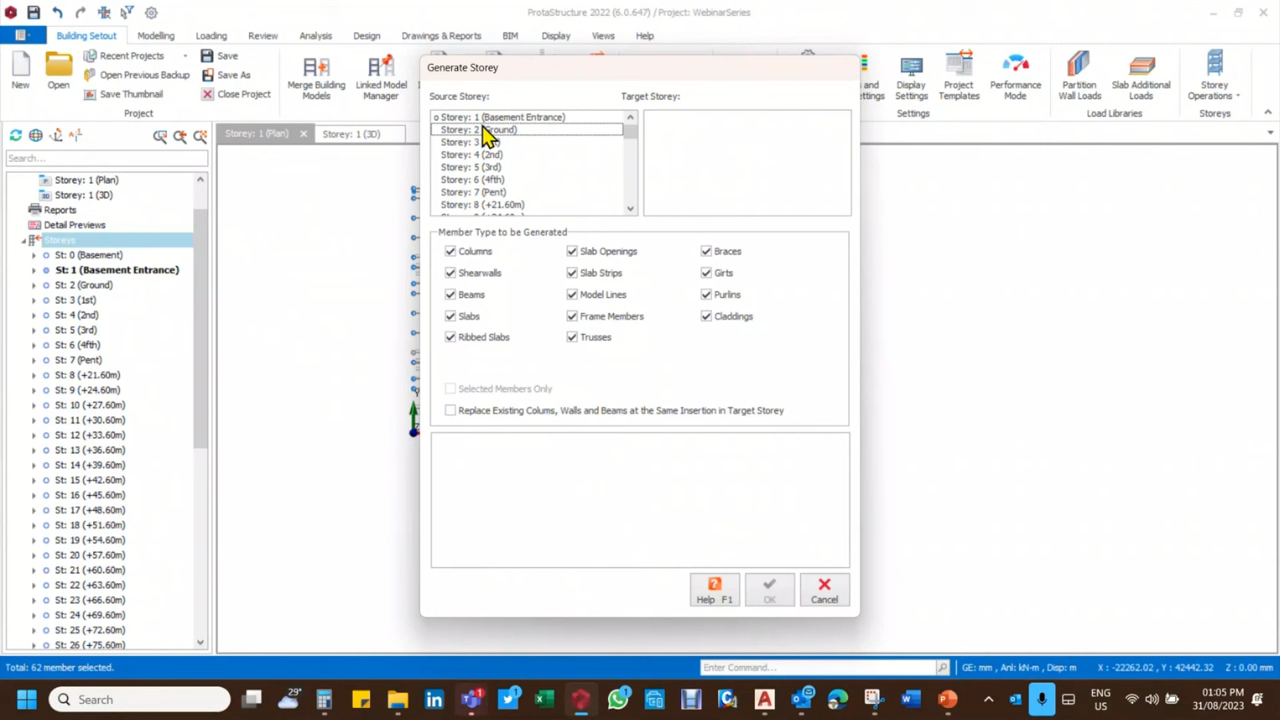 ProtaStructure 2022 (6.0.647) / Project: WebinarSeries
Building Setout
Modelling
Loading
Review
Analysis
Design
Drawings & Reports
BIM
Display
Views
Help
New
Open
Recent Projects
Open Previous Backup
Save Thumbnail
Save
Save As
Close Project
Project
Merge Building Models
Linked Model Manager
Display Settings
Project Templates
Performance Mode
Settings
Partition Wall Loads
Slab Additional Loads
Load Libraries
Storey Operations
Storeys
Storey: 1 (Plan)
Storey: 1 (3D)
Search...
Storey: 1 (Plan)
Storey: 1 (3D)
Reports
Detail Previews
Storeys
St: 0 (Basement)
St: 1 (Basement Entrance)
St: 2 (Ground)
St: 3 (1st)
St: 4 (2nd)
St: 5 (3rd)
St: 6 (4fth)
St: 7 (Pent)
St: 8 (+21.60m)
St: 9 (+24.60m)
St: 10 (+27.60m)
St: 11 (+30.60m)
St: 12 (+33.60m)
St: 13 (+36.60m)
St: 14 (+39.60m)
St: 15 (+42.60m)
St: 16 (+45.60m)
St: 17 (+48.60m)
St: 18 (+51.60m)
St: 19 (+54.60m)
St: 20 (+57.60m)
St: 21 (+60.60m)
St: 22 (+63.60m)
St: 23 (+66.60m)
St: 24 (+69.60m)
St: 25 (+72.60m)
St: 26 (+75.60m)
Generate Storey
Source Storey:
Target Storey:
o Storey: 1 (Basement Entrance)
Storey: 2 (Ground)
Storey: 3
Storey: 4 (2nd)
Storey: 5 (3rd)
Storey: 6 (4fth)
Storey: 7 (Pent)
Storey: 8 (+21.60m)
Member Type to be Generated
Columns
Slab Openings
Braces
Shearwalls
Slab Strips
Girts
Beams
Model Lines
Purlins
Slabs
Frame Members
Claddings
Ribbed Slabs
Trusses
Selected Members Only
Replace Existing Colums, Walls and Beams at the Same Insertion in Target Storey
Help F1
OK
Cancel
Total: 62 member selected.
Enter Command...
GE: mm , Anl: kN-m , Disp: m
X : -22262.02 , Y : 42442.32
Z : 0.00 mm
Search
29°
ENG
US
01:05 PM
31/08/2023